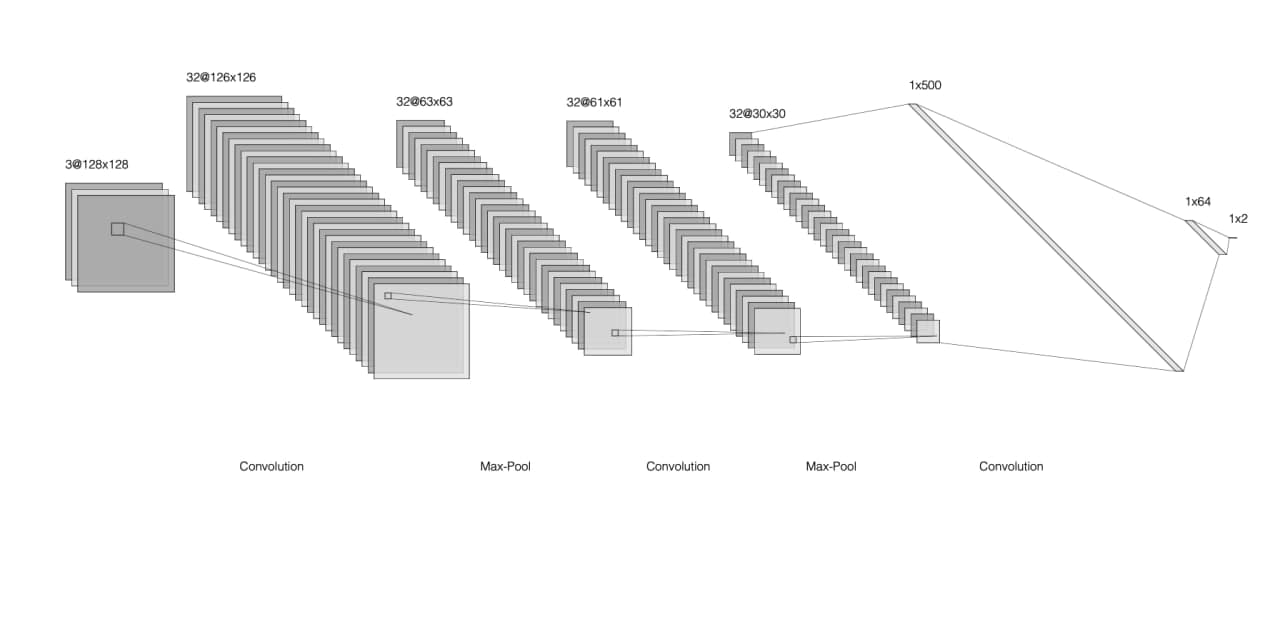 3@128x128
32@126x126
32@63x63
32@61x61
32@30x30
1x500
1x64
1x2
Convolution
Max-Pool
Convolution
Max-Pool
Convolution